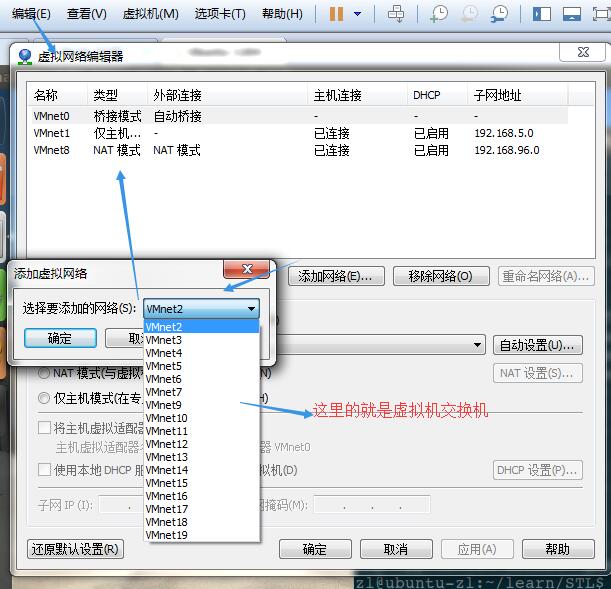 编辑(E) 查看(V) 虚拟机(M) 选项卡(T) 帮助(H)
虚拟网络编辑器
名称 类型 外部连接 主机连接 DHCP 子网地址
VMnet0 桥接模式 自动桥接 - - -
VMnet1 仅主机... - 已连接 已启用 192.168.5.0
VMnet8 NAT 模式 NAT 模式 已连接 已启用 192.168.96.0
添加虚拟网络
添加网络(E)... 移除网络(O) 重命名网络(A)...
选择要添加的网络(S): VMnet2
确定
自动设置(U)...
VMnet2
VMnet3
VMnet4
VMnet5
VMnet6
VMnet7
VMnet9
VMnet10
VMnet11
VMnet12
VMnet13
VMnet14
VMnet15
VMnet16
VMnet17
VMnet18
VMnet19
NAT 模式(与虚拟 N) NAT 设置(S)...
仅主机模式(在专 H)
这里的就是虚拟机交换机
将主机虚拟适配器
主机虚拟适配器 器 VMnet0
使用本地 DHCP 服 拟机(D) DHCP 设置(P)...
子网 IP (I): . 网掩码(M): . . .
还原默认设置(R) 确定 取消 应用(A) 帮助
zl@ubuntu-zl:~/learn/STL$